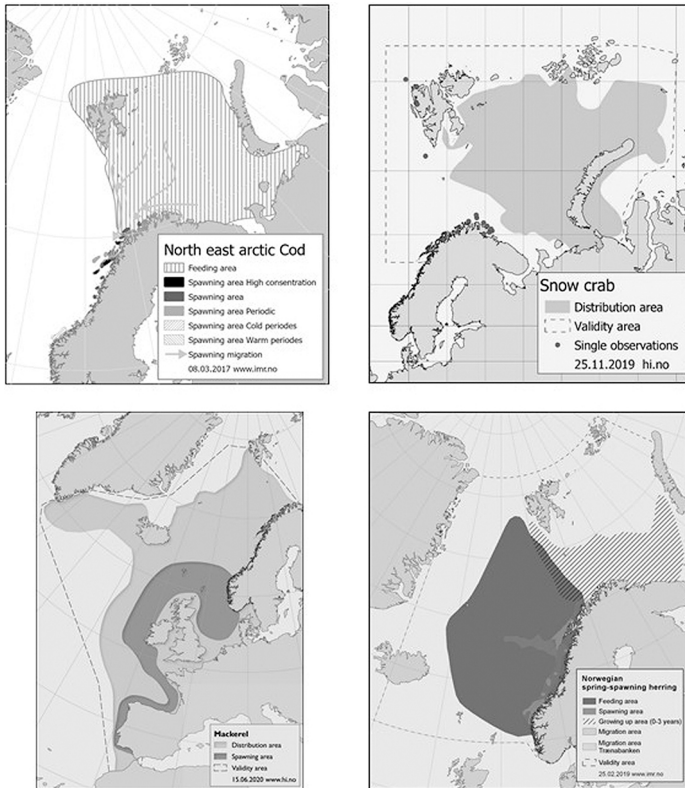 North east arctic Cod
Feeding area
Spawning area High consentration
Spawning area
Spawning area Periodic
Spawning area Cold periodes
Spawning area Warm periodes
Spawning migration
08.03.2017 www.imr.no
Snow crab
Distribution area
Validity area
Single observations
25.11.2019 hi.no
Mackerel
Distribution area
Spawning area
Validity area
15.06.2020 www.hi.no
Norwegian
spring-spawning herring
Feeding area
Spawning area
Growing up area (0-3 years)
Migration area
Migration area
Trænabanken
Validity area
25.02.2019 www.imr.no